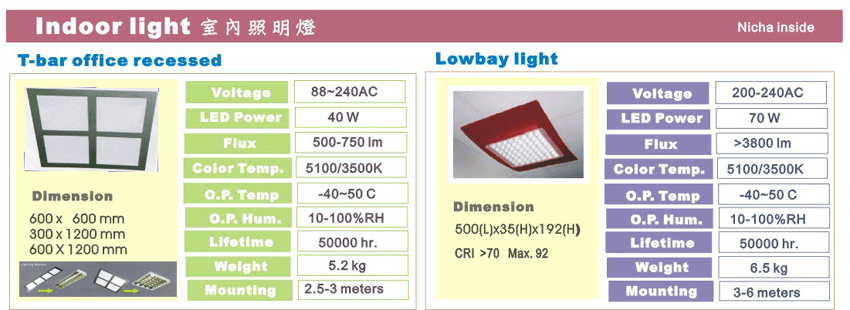 Indoor light 室內照明燈
Nicha inside
T-bar office recessed
Dimension
600 x 600 mm
300 x 1200 mm
600 X 1200 mm
Voltage 88~240AC
LED Power 40 W
Flux 500-750 lm
Color Temp. 5100/3500K
O.P. Temp -40~50 C
O.P. Hum. 10-100%RH
Lifetime 50000 hr.
Weight 5.2 kg
Mounting 2.5-3 meters
Lowbay light
Dimension
500(L)x35(H)x192(H)
CRI >70 Max. 92
Voltage 200-240AC
LED Power 70 W
Flux >3800 lm
Color Temp. 5100/3500K
O.P. Temp -40~50 C
O.P. Hum. 10-100%RH
Lifetime 50000 hr.
Weight 6.5 kg
Mounting 3-6 meters